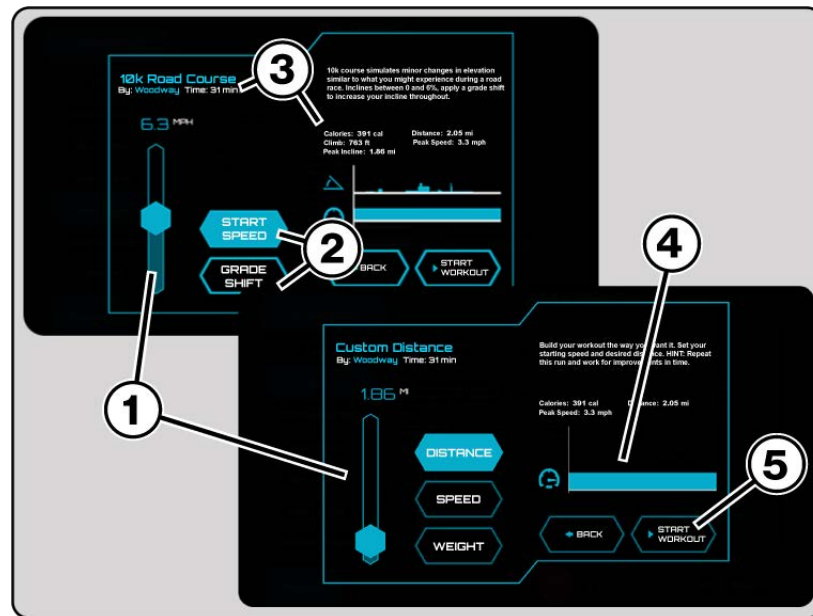 10k Road Course
By: Woodway Time: 31 min
3
10k course simulates minor changes in elevation
similar to what you might experience during a road
race. Inclines between 0 and 6%, apply a grade shift
to increase your incline throughout.
6.3 MPH
Calories: 391 cal
Distance: 2.05 mi
Climb: 763 ft
Peak Speed: 3.3 mph
Peak Incline: 1.86 mi
START
SPEED
2
GRADE
SHIFT
BACK
START
WORKOUT
4
1
Custom Distance
By: Woodway Time: 31 min
Build your workout the way you want it. Set your
starting speed and desired distance. HINT: Repeat
this run and work for improvements in time.
1.86 MI
Calories: 391 cal
Distance: 2.05 mi
Peak Speed: 3.3 mph
DISTANCE
SPEED
WEIGHT
5
BACK
START
WORKOUT